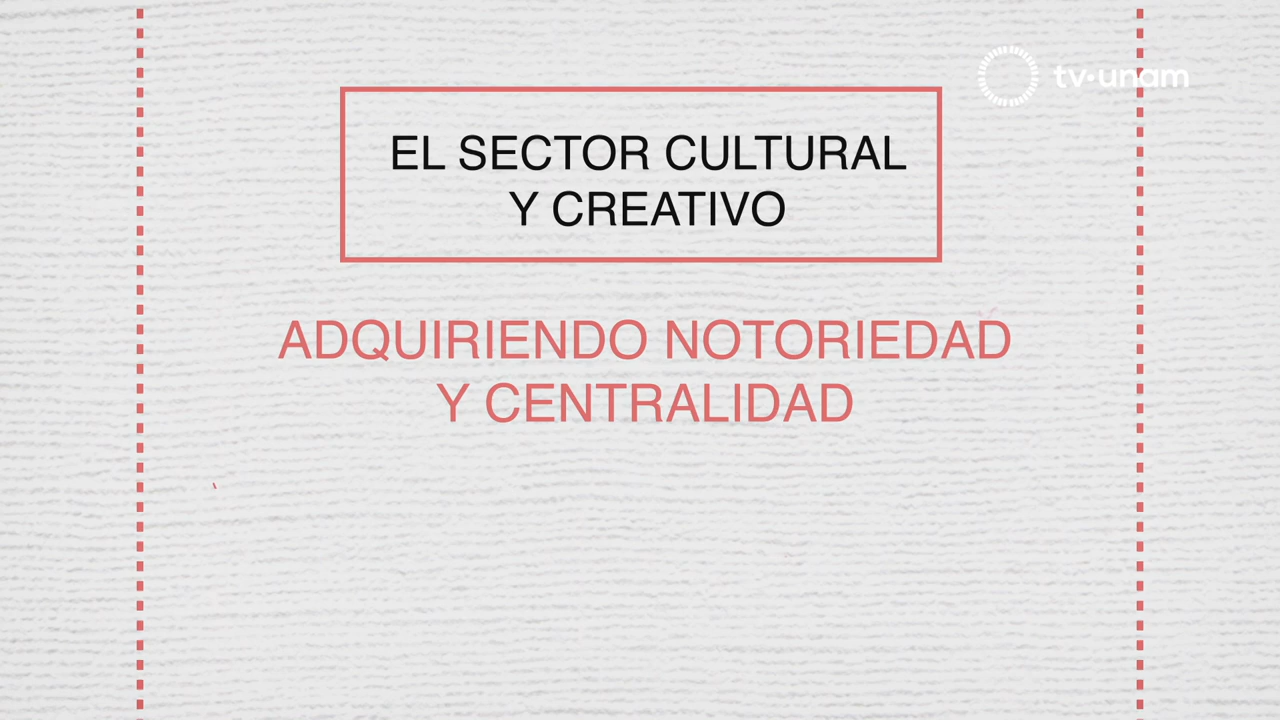 tv·unam
EL SECTOR CULTURAL
Y CREATIVO
ADQUIRIENDO NOTORIEDAD
Y CENTRALIDAD